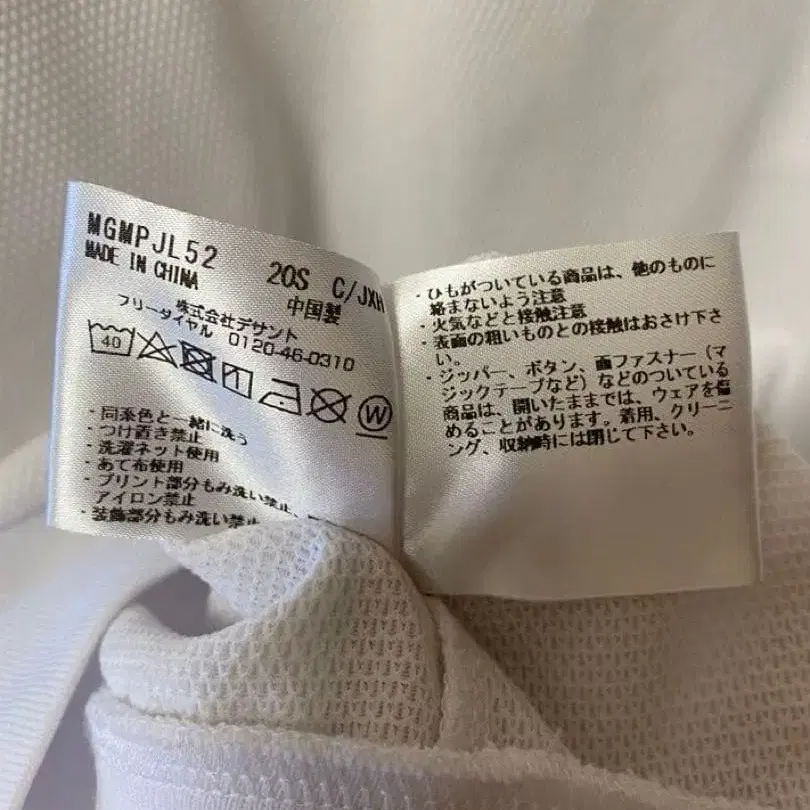 MGMPJL52 20S C/JXH
MADE IN CHINA 中国製
株式会社デサント
フリーダイヤル 0120-46-0310
40
W
・同系色と一緒に洗う
・つけ置き禁止
・洗濯ネット使用
・あて布使用
・プリント部分もみ洗い禁止、
アイロン禁止
・装飾部分もみ洗い禁止
・ひもがついている商品は、他のものに
絡まないよう注意
・火気などと接触注意
・表面の粗いものとの接触はおさけ下さ
い。
・ジッパー、ボタン、面ファスナー(マ
ジックテープなど)などのついている
商品は、開いたままでは、ウェアを傷
めることがあります。着用、クリーニ
ング、収納時には閉じて下さい。